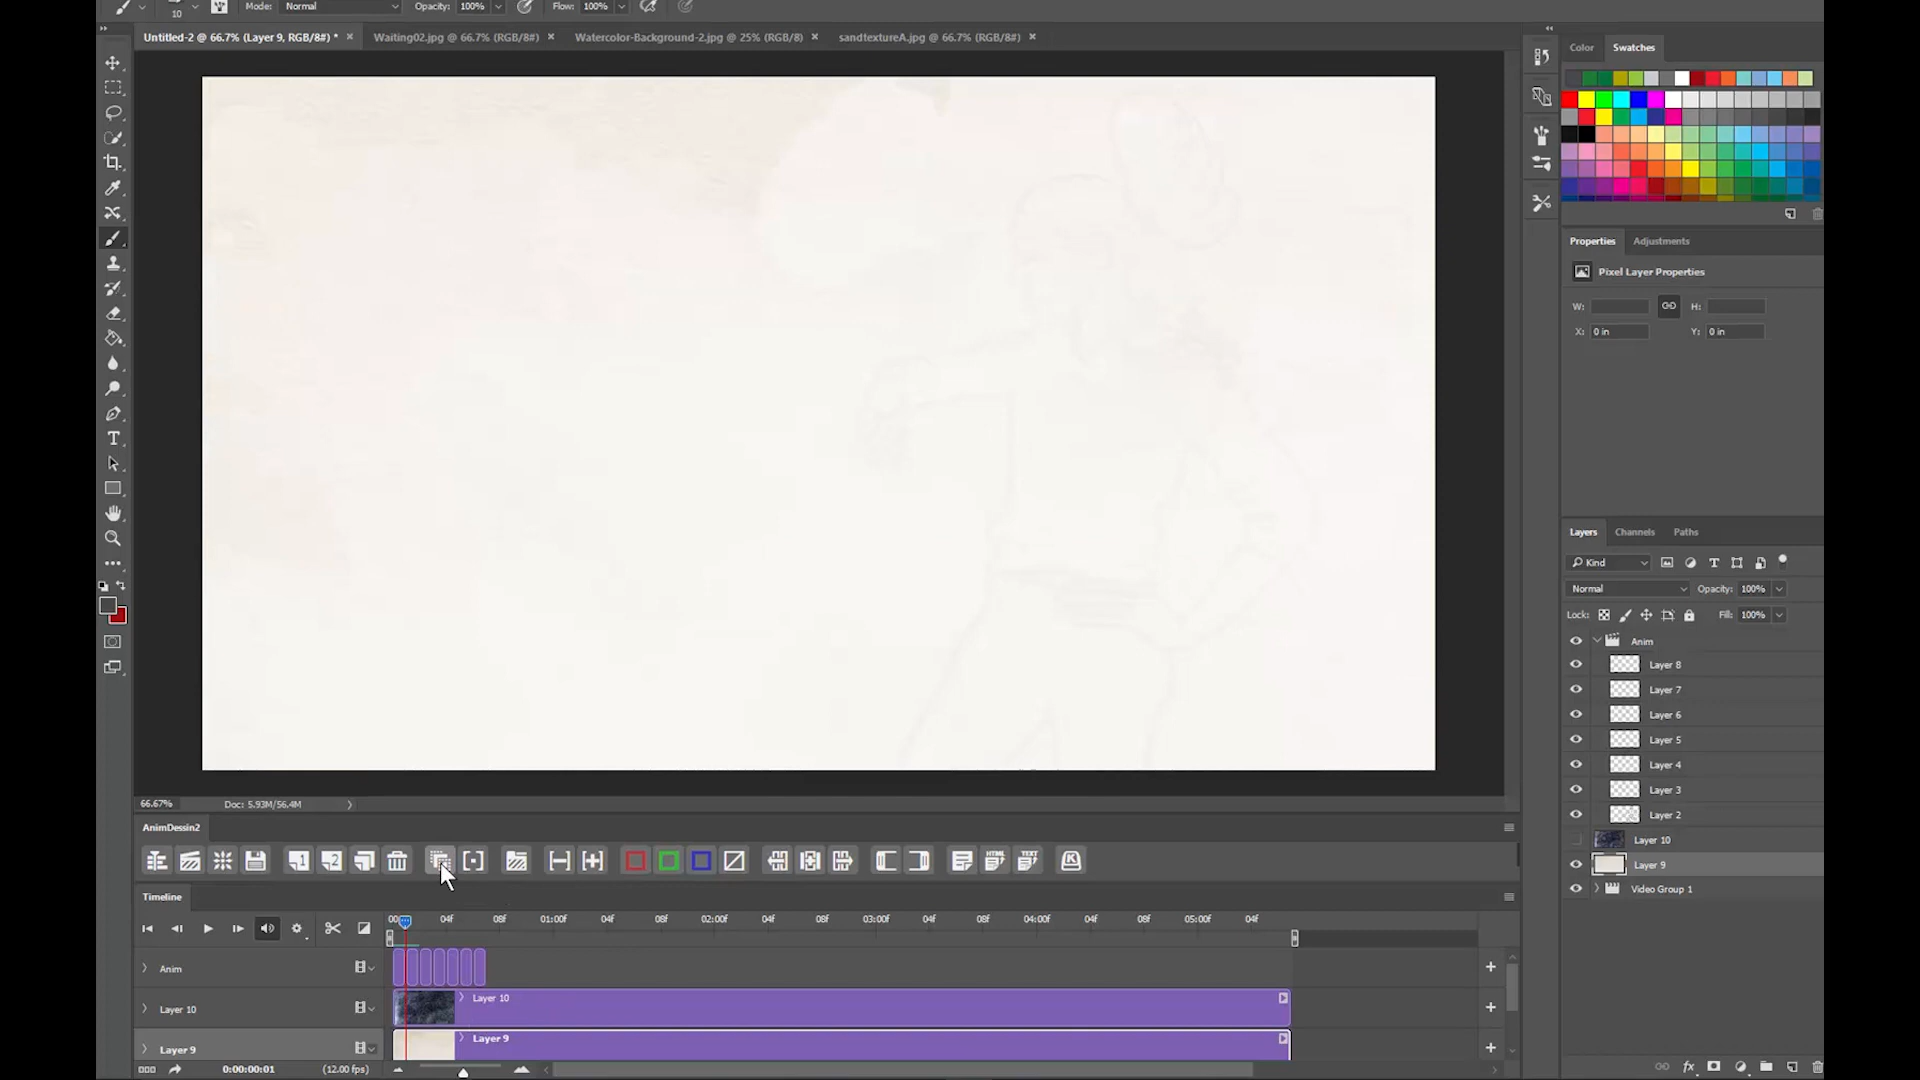 10 Mode: Normal Opacity: 100% Flow: 100%
Untitled-2 @ 66.7% (Layer 9, RGB/8#) * × Waiting02.jpg @ 66.7% (RGB/8#) × Watercolor-Background-2.jpg @ 25% (RGB/8) × sandtextureA.jpg @ 66.7% (RGB/8#) ×
Color Swatches
Properties Adjustments
Pixel Layer Properties
W: H:
X: 0 in Y: 0 in
Layers Channels Paths
Kind
Normal Opacity: 100%
Lock: Fill: 100%
Anim
Layer 8
Layer 7
Layer 6
Layer 5
Layer 4
Layer 3
Layer 2
Layer 10
Layer 9
Video Group 1
66.67% Doc: 5.93M/56.4M
AnimDessin2
1 2 HTML TEXT K
Timeline
00 04f 08f 01:00f 04f 08f 02:00f 04f 08f 03:00f 04f 08f 04:00f 04f 08f 05:00f 04f
Anim
Layer 10 Layer 10
Layer 9 Layer 9
0:00:00:01 (12.00 fps)